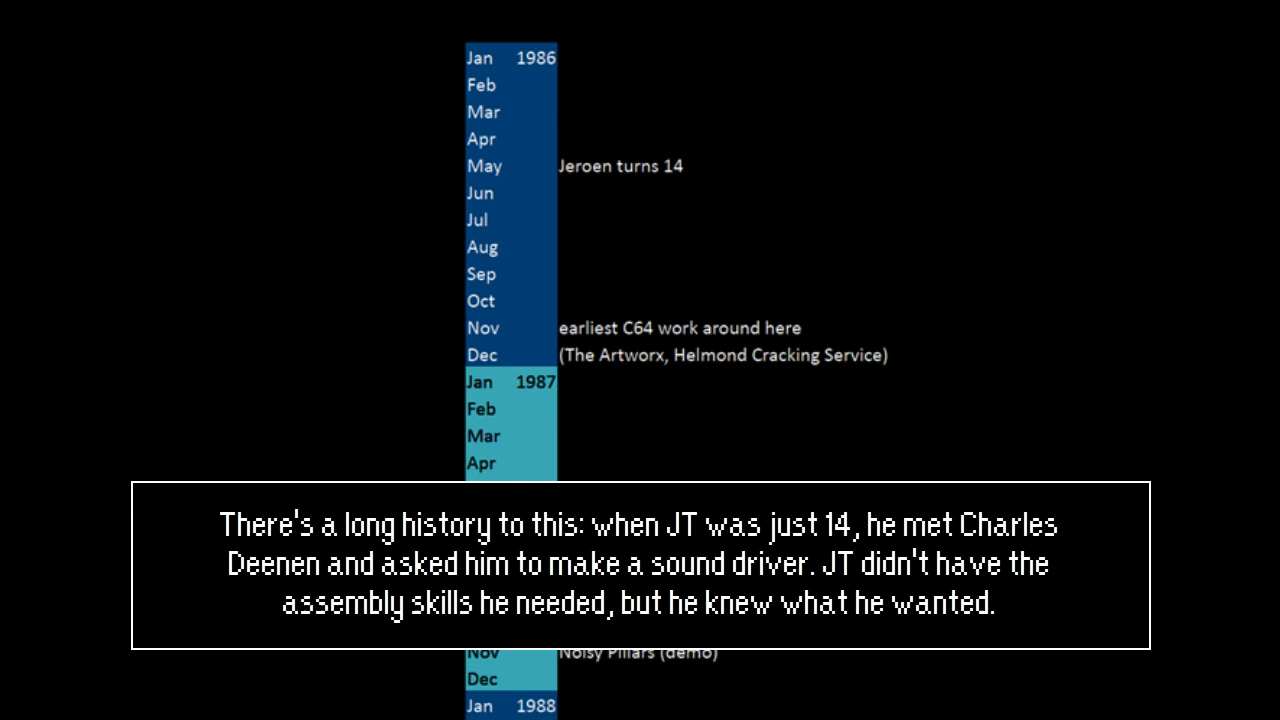 Jan 1986
Feb
Mar
Apr
May Jeroen turns 14
Jun
Jul
Aug
Sep
Oct
Nov earliest C64 work around here
Dec (The Artworx, Helmond Cracking Service)
Jan 1987
Feb
Mar
Apr
There's a long history to this: when JT was just 14, he met Charles
Deenen and asked him to make a sound driver. JT didn't have the
assembly skills he needed, but he knew what he wanted.
Nov Noisy Pillars (demo)
Dec
Jan 1988